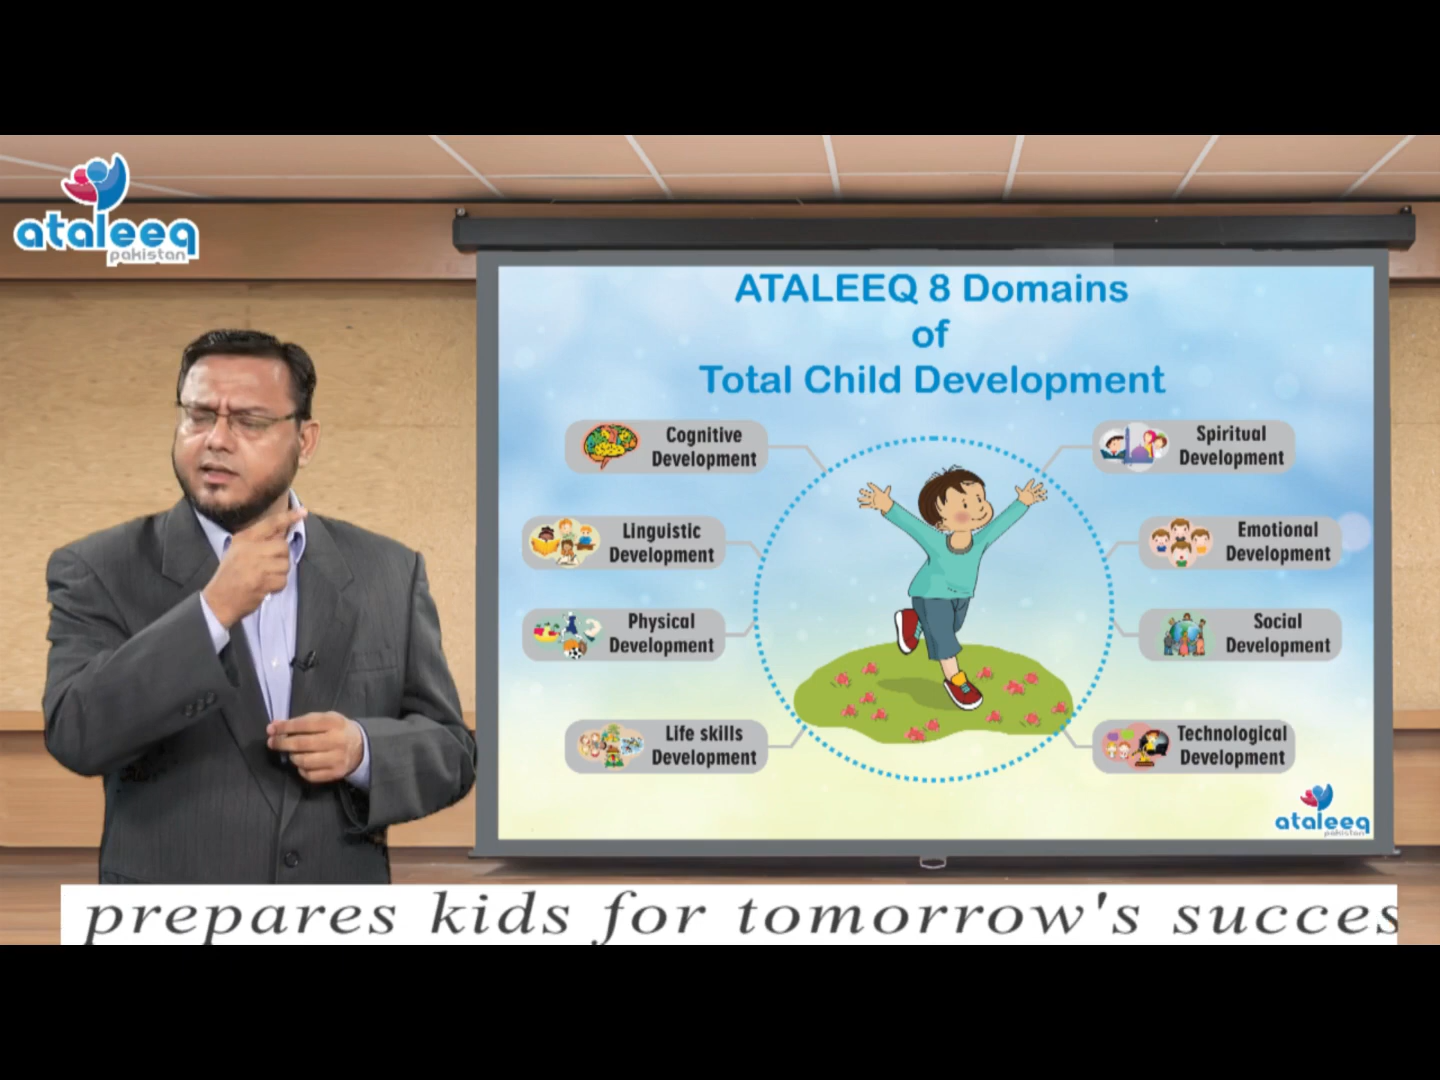 ataleeq
pakistan
ATALEEQ 8 Domains
of
Total Child Development
Cognitive
Development
Linguistic
Development
Physical
Development
Life skills
Development
Spiritual
Development
Emotional
Development
Social
Development
Technological
Development
ataleeq
pakistan
prepares kids for tomorrow's succes